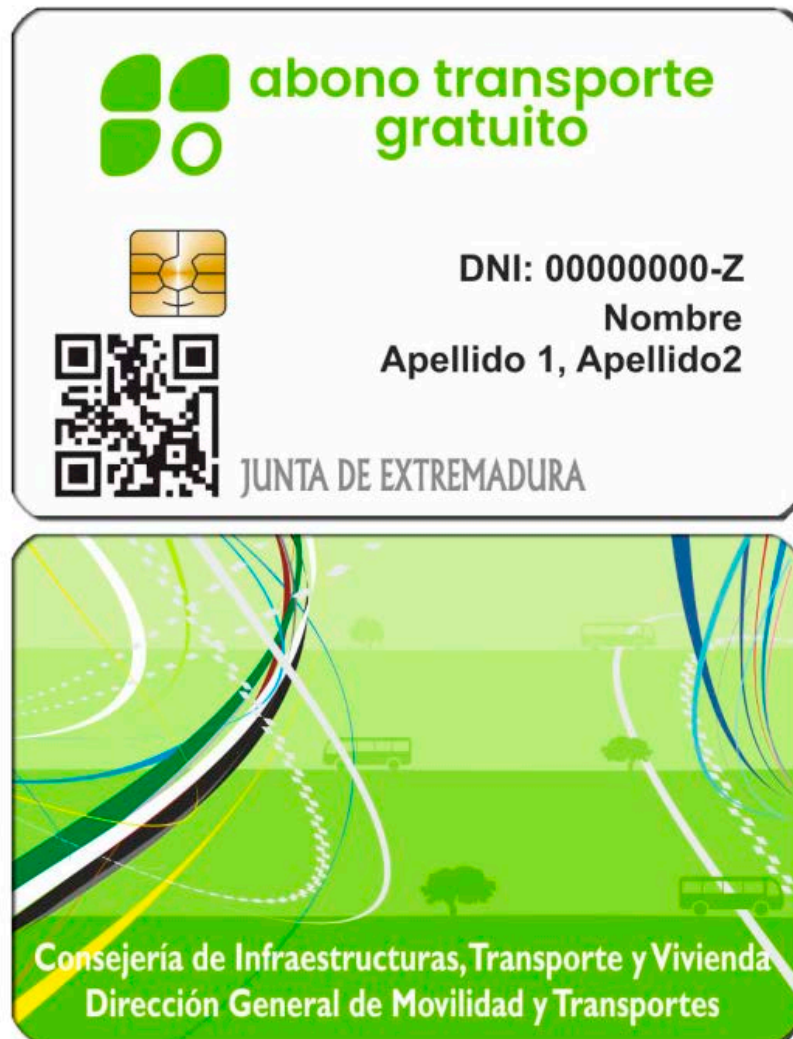 abono transporte
gratuito
DNI: 00000000-Z
Nombre
Apellido 1, Apellido2
JUNTA DE EXTREMADURA
Consejería de Infraestructuras, Transporte y Vivienda
Dirección General de Movilidad y Transportes